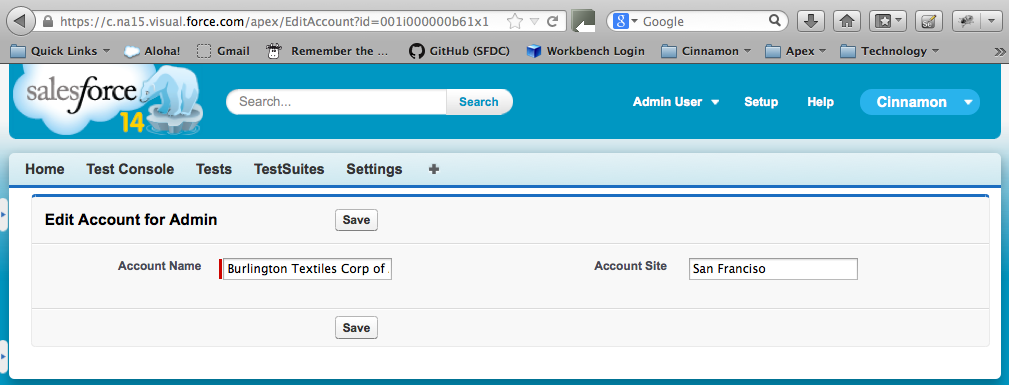 https://c.na15.visual.force.com/apex/EditAccount?id=001i000000b61x1 Google
Quick Links Aloha! Gmail Remember the ... GitHub (SFDC) Workbench Login Cinnamon Apex Technology »
salesforce 14 Search... Search Admin User Setup Help Cinnamon
Home Test Console Tests TestSuites Settings +
Edit Account for Admin Save
Account Name Burlington Textiles Corp of Account Site San Franciso
Save